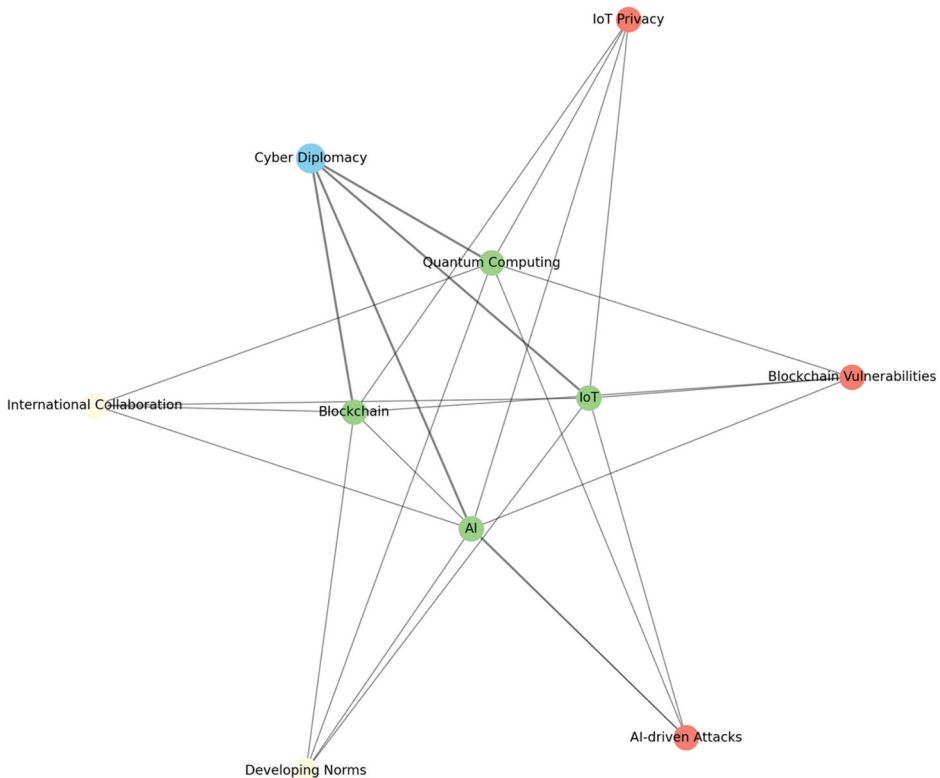 IoT Privacy
Cyber Diplomacy
Quantum Computing
Blockchain Vulnerabilities
International Collaboration
Blockchain
IoT
AI
AI-driven Attacks
Developing Norms